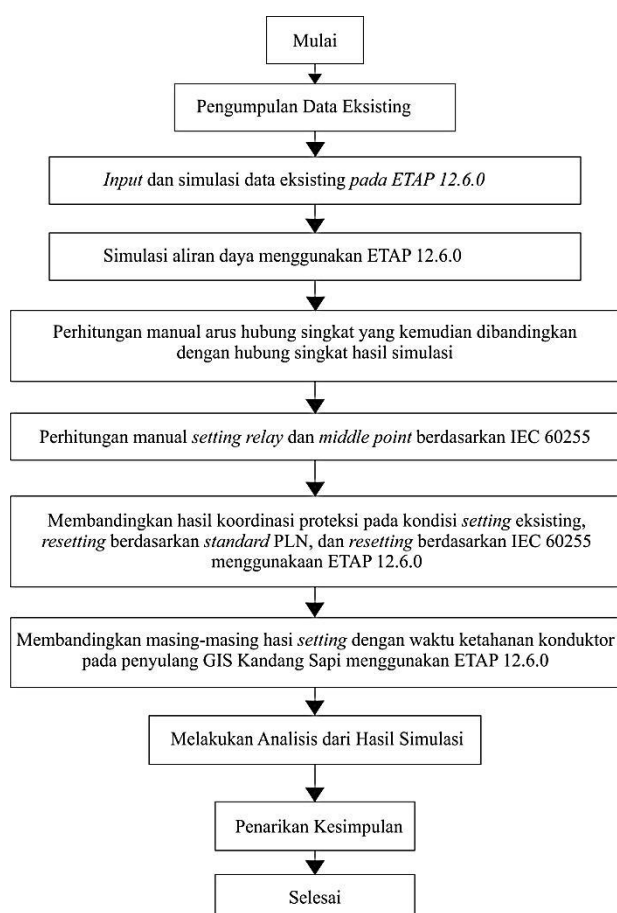 Mulai
Pengumpulan Data Eksisting
Input dan simulasi data eksisting pada ETAP 12.6.0
Simulasi aliran daya menggunakan ETAP 12.6.0
Perhitungan manual arus hubung singkat yang kemudian dibandingkan
dengan hubung singkat hasil simulasi
Perhitungan manual setting relay dan middle point berdasarkan IEC 60255
Membandingkan hasil koordinasi proteksi pada kondisi setting eksisting,
resetting berdasarkan standard PLN, dan resetting berdasarkan IEC 60255
menggunakaan ETAP 12.6.0
Membandingkan masing-masing hasi setting dengan waktu ketahanan konduktor
pada penyulang GIS Kandang Sapi menggunakan ETAP 12.6.0
Melakukan Analisis dari Hasil Simulasi
Penarikan Kesimpulan
Selesai